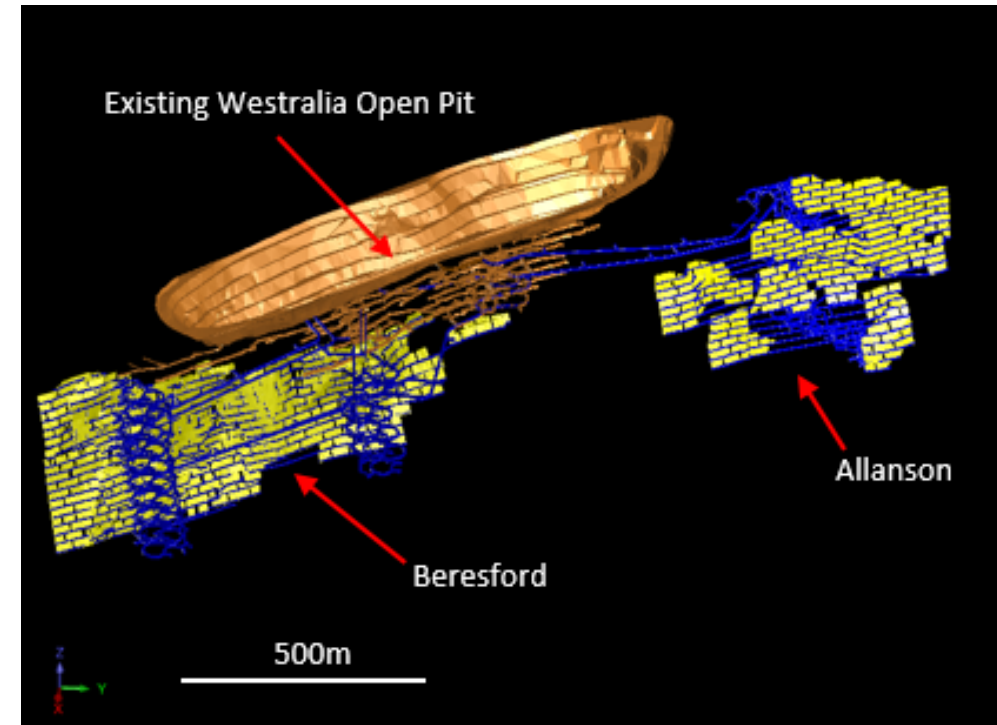 Existing Westralia Open Pit
Allanson
Beresford
500m
Z
Y
X